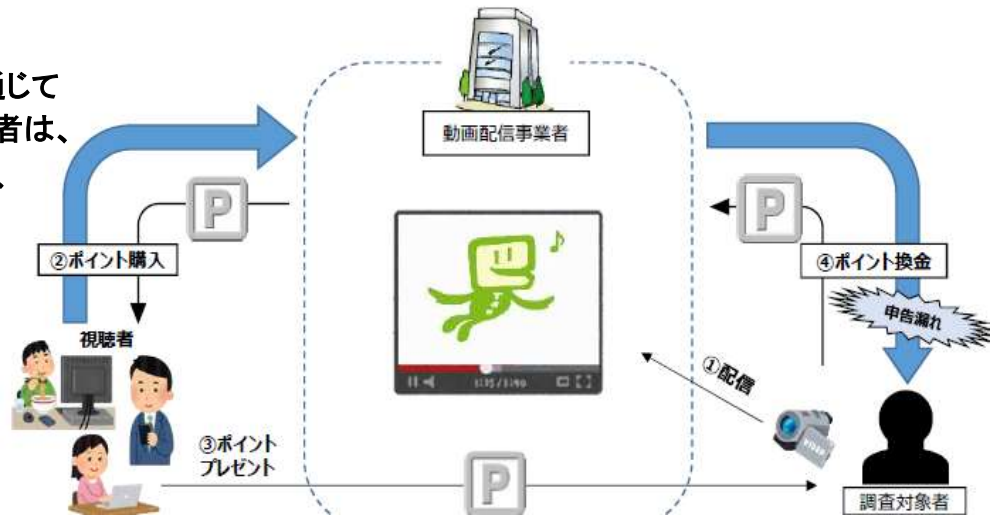 通じて
者は、
、
動画配信事業者
P
P
②ポイント購入
④ポイント換金
申告漏れ
視聴者
①配信
③ポイント
プレゼント
P
VIDEO
調査対象者